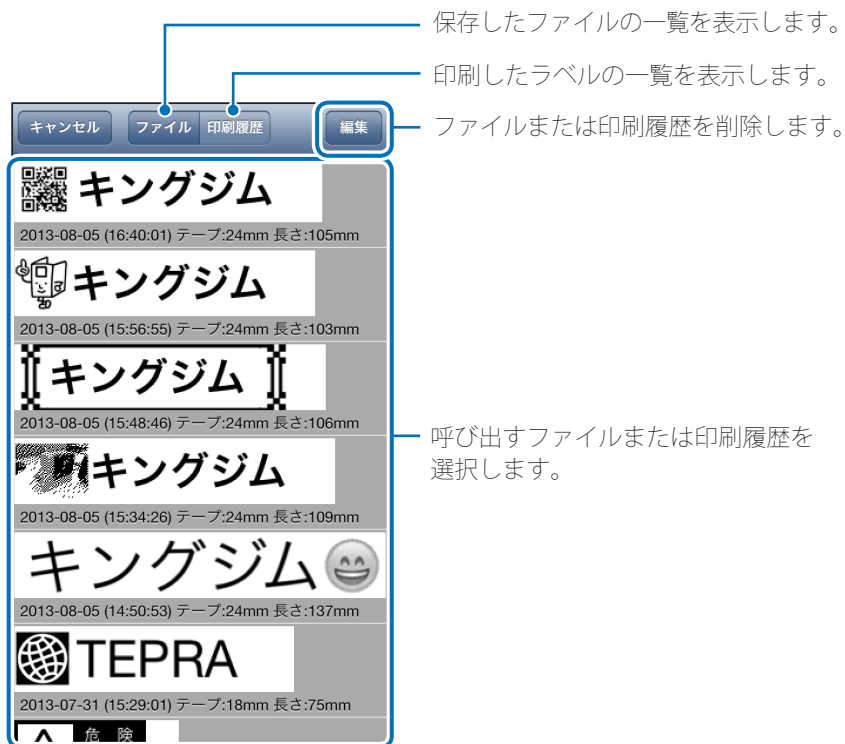 保存したファイルの一覧を表示します。
印刷したラベルの一覧を表示します。
キャンセル ファイル 印刷履歴 編集
ファイルまたは印刷履歴を削除します。
キングジム
2013-08-05 (16:40:01) テープ:24mm 長さ:105mm
キングジム
2013-08-05 (15:56:55) テープ:24mm 長さ:103mm
キングジム
2013-08-05 (15:48:46) テープ:24mm 長さ:106mm
呼び出すファイルまたは印刷履歴を
選択します。
キングジム
2013-08-05 (15:34:26) テープ:24mm 長さ:109mm
キングジム
2013-08-05 (14:50:53) テープ:24mm 長さ:137mm
TEPRA
2013-07-31 (15:29:01) テープ:18mm 長さ:75mm
危険